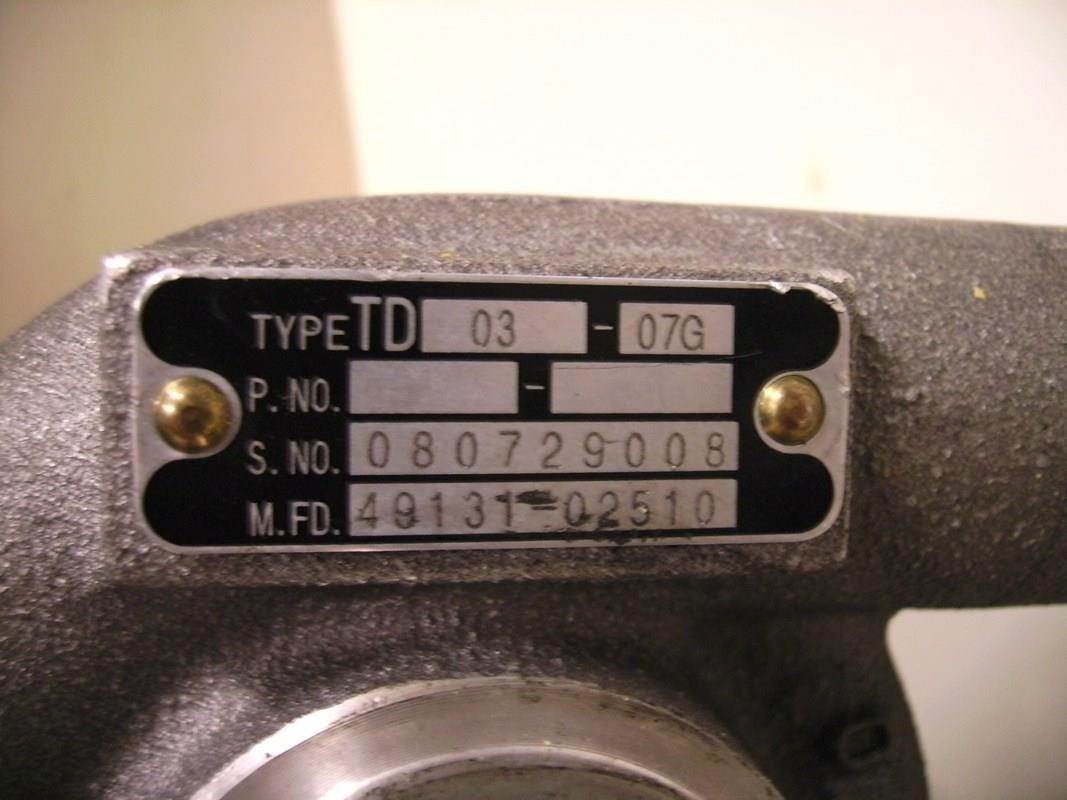 TYPE TD 03 - 07G
P. NO. -
S. NO. 080729008
M.FD. 49131-02510